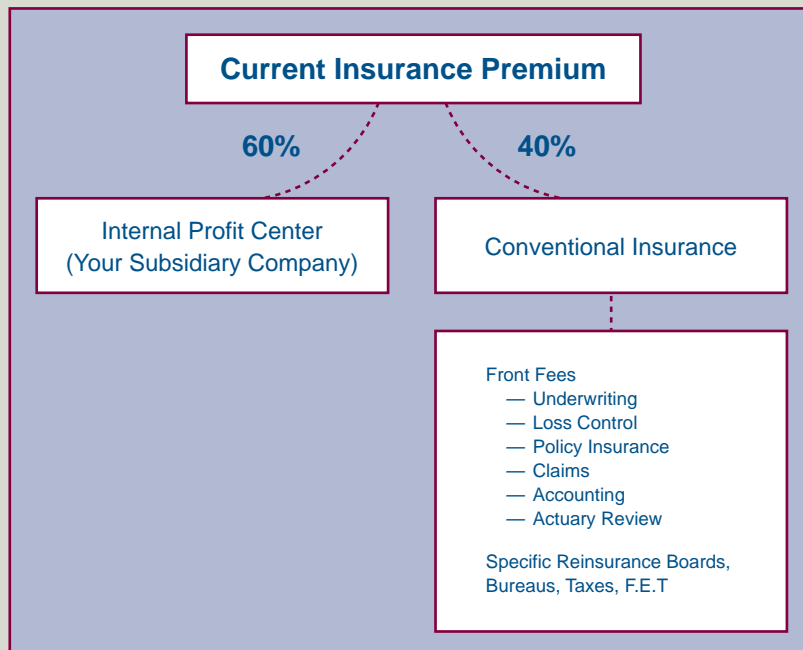 Current Insurance Premium
60%
40%
Internal Profit Center
(Your Subsidiary Company)
Conventional Insurance
Front Fees
— Underwriting
— Loss Control
— Policy Insurance
— Claims
— Accounting
— Actuary Review
Specific Reinsurance Boards,
Bureaus, Taxes, F.E.T